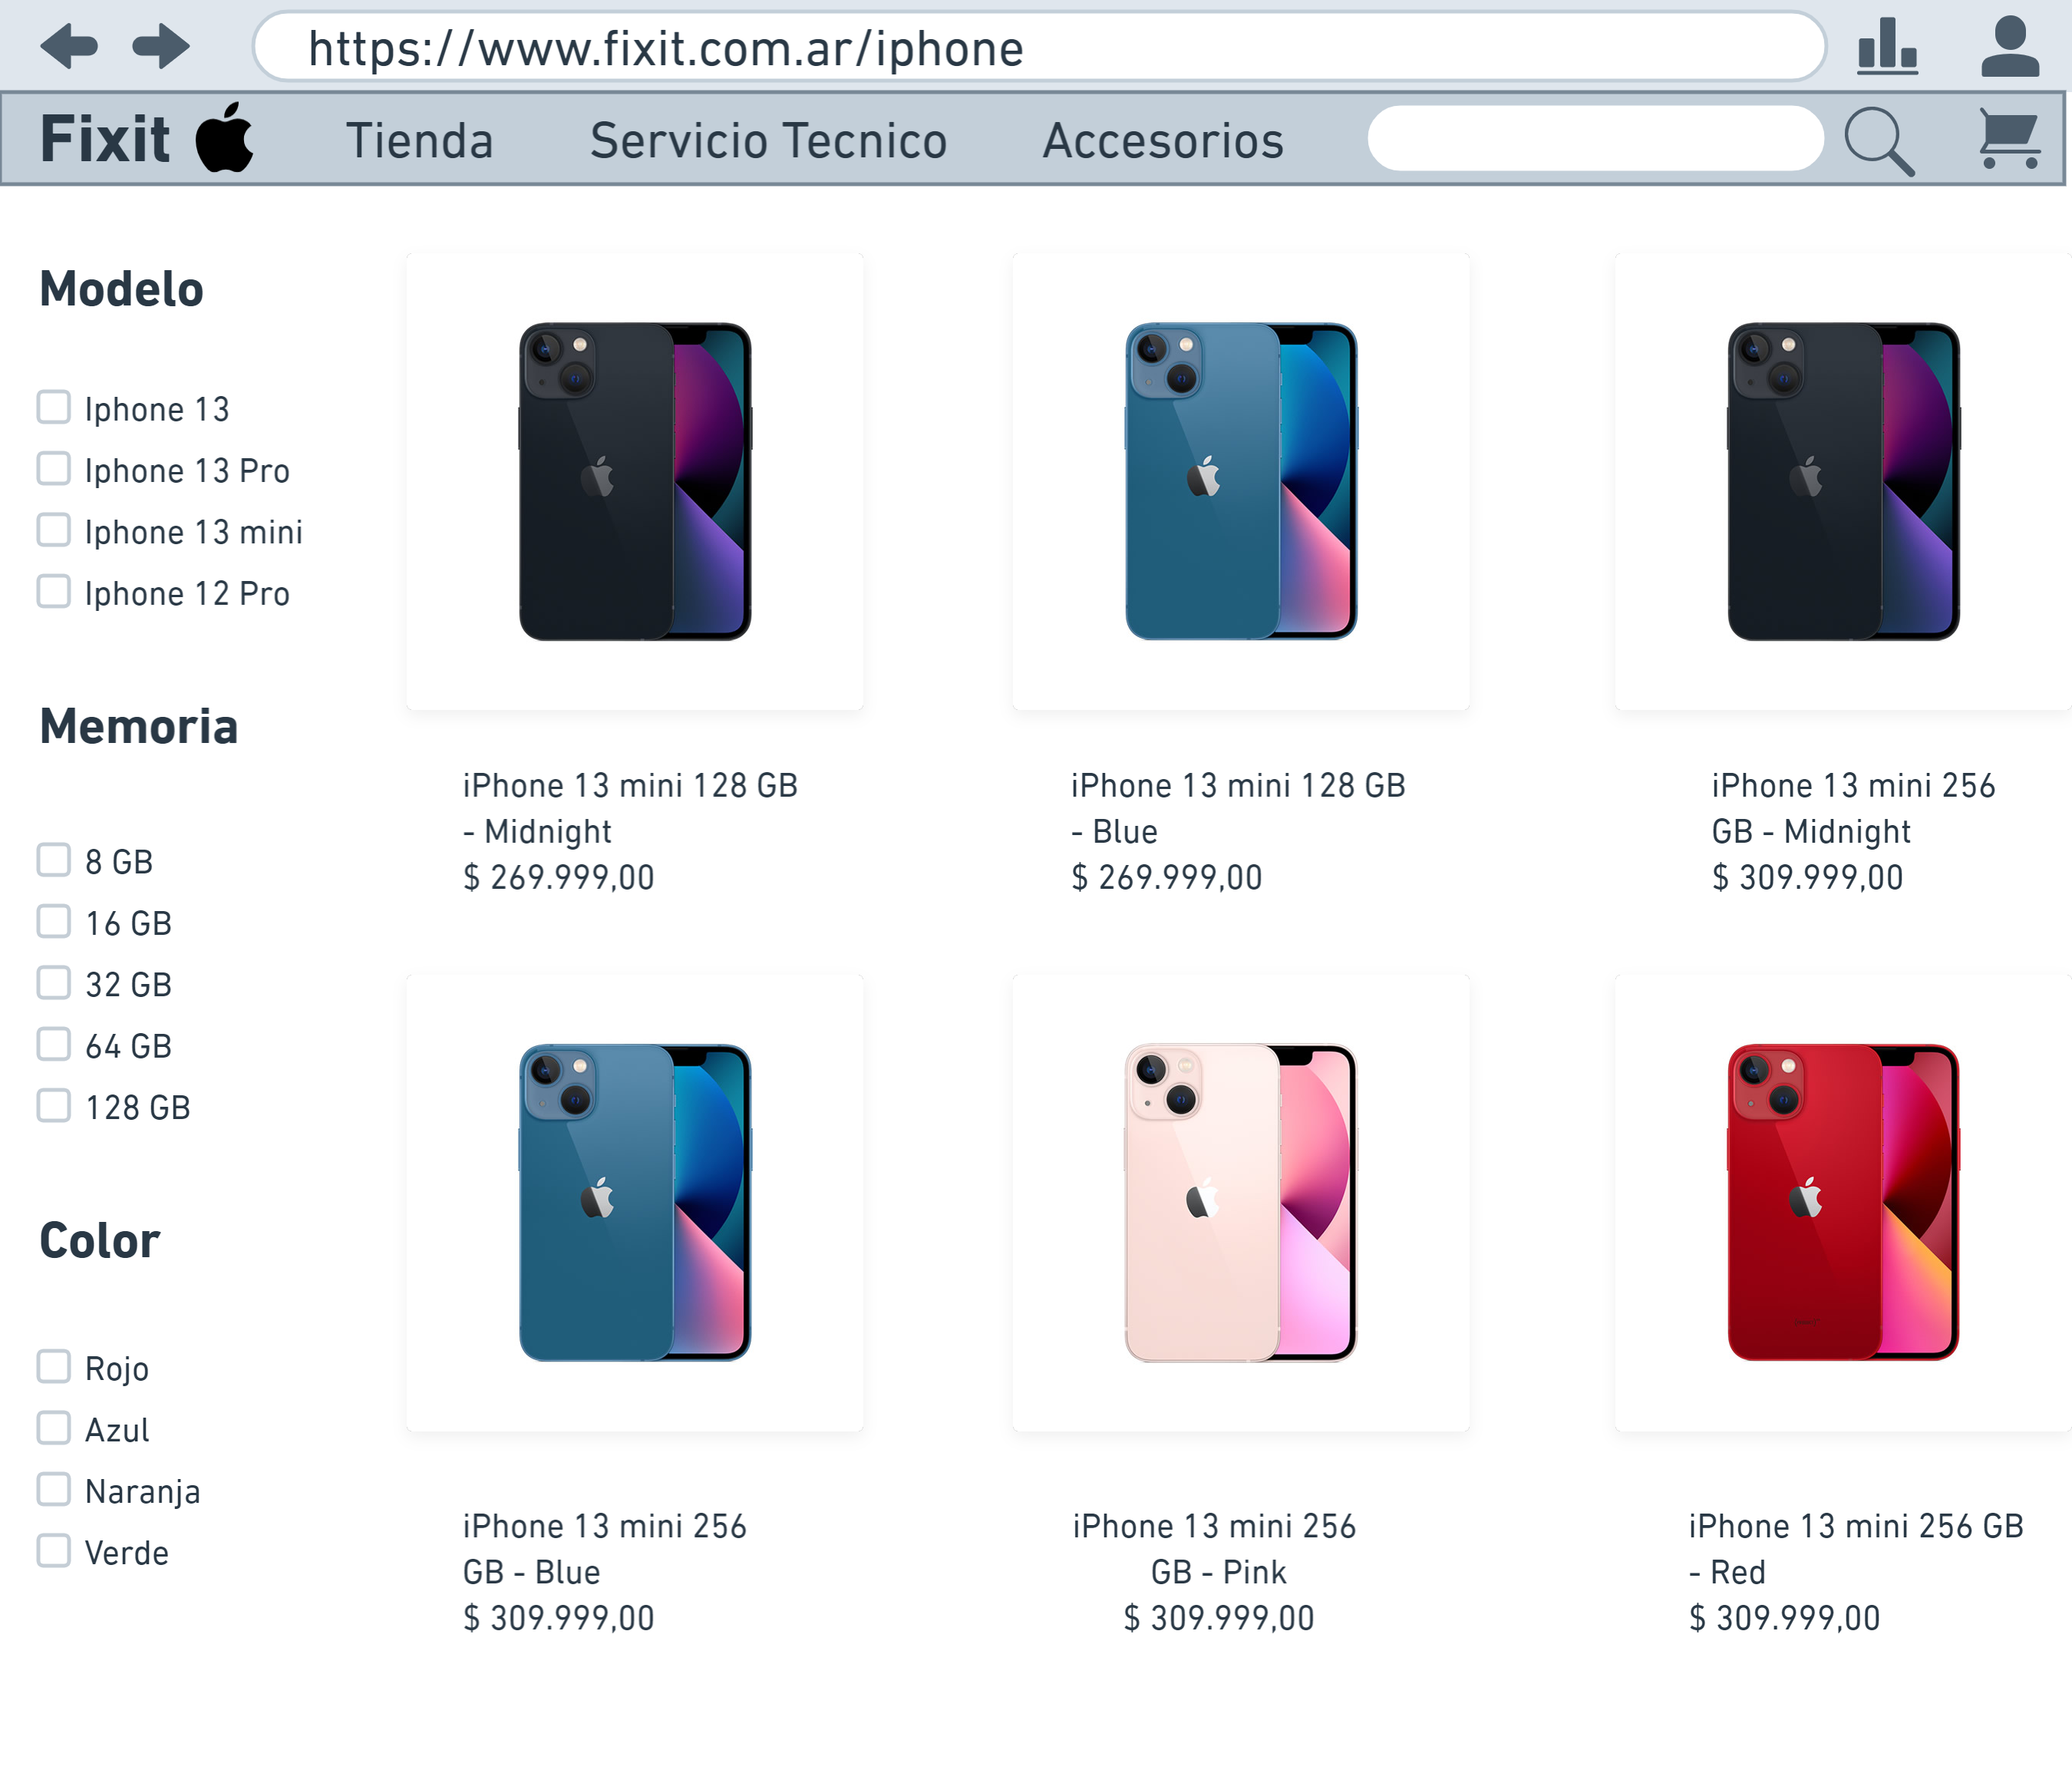 https://www.fixit.com.ar/iphone
Fixit Tienda Servicio Tecnico Accesorios
Modelo
Iphone 13
Iphone 13 Pro
Iphone 13 mini
Iphone 12 Pro
Memoria
8 GB
16 GB
32 GB
64 GB
128 GB
Color
Rojo
Azul
Naranja
Verde
iPhone 13 mini 128 GB
- Midnight
$ 269.999,00
iPhone 13 mini 128 GB
- Blue
$ 269.999,00
iPhone 13 mini 256
GB - Midnight
$ 309.999,00
iPhone 13 mini 256
GB - Blue
$ 309.999,00
iPhone 13 mini 256
GB - Pink
$ 309.999,00
iPhone 13 mini 256 GB
- Red
$ 309.999,00